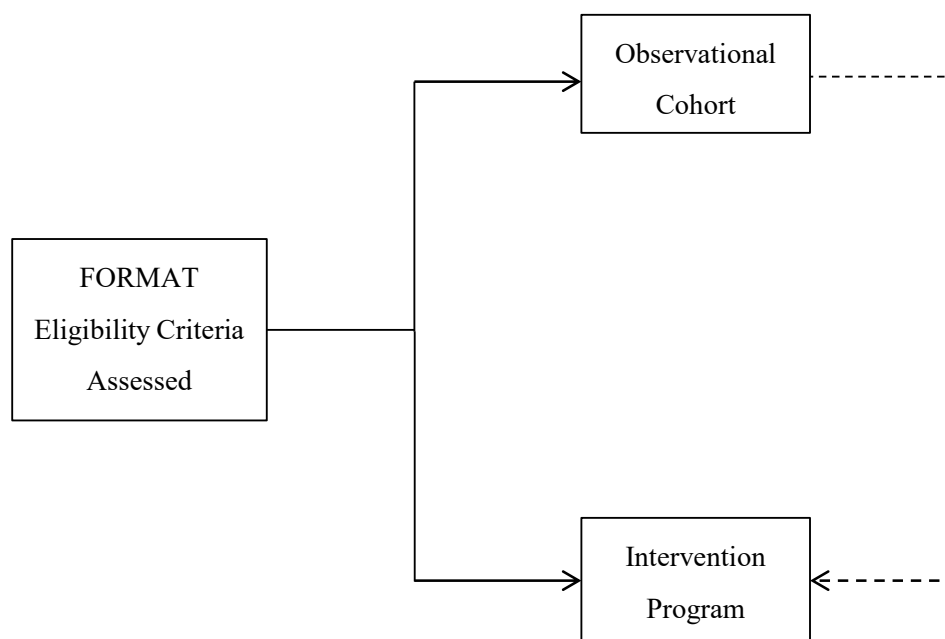 Observational
Cohort
FORMAT
Eligibility Criteria
Assessed
Intervention
Program